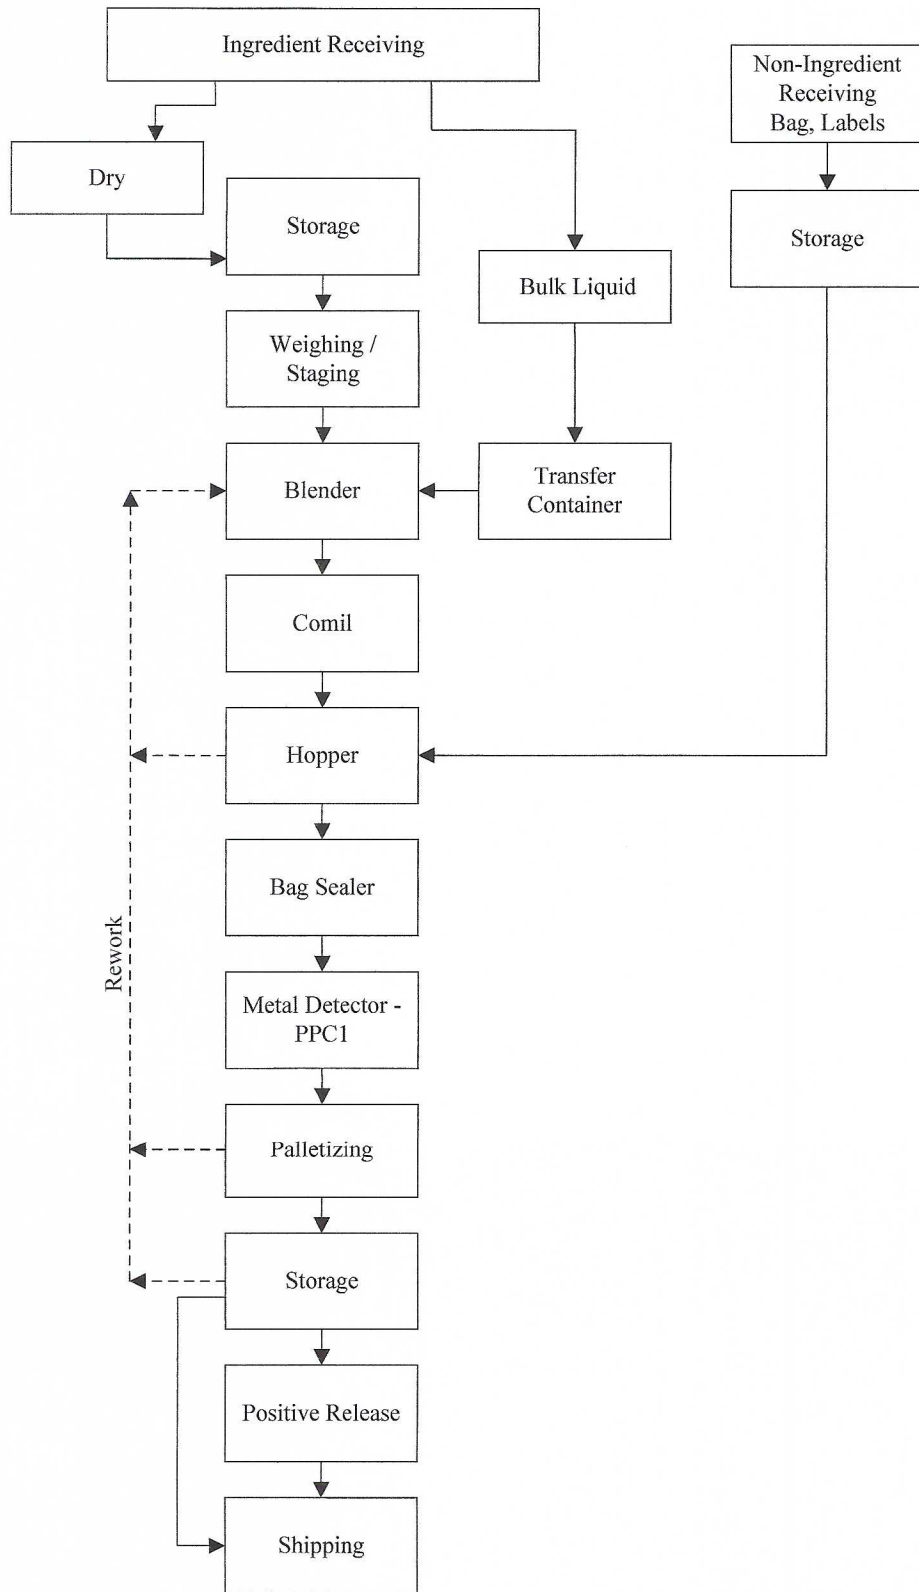 Ingredient Receiving
Non-Ingredient
Receiving
Bag, Labels
Dry
Storage
Storage
Bulk Liquid
Weighing /
Staging
Blender
Transfer
Container
Comil
Hopper
Bag Sealer
Rework
Metal Detector -
PPC1
Palletizing
Storage
Positive Release
Shipping